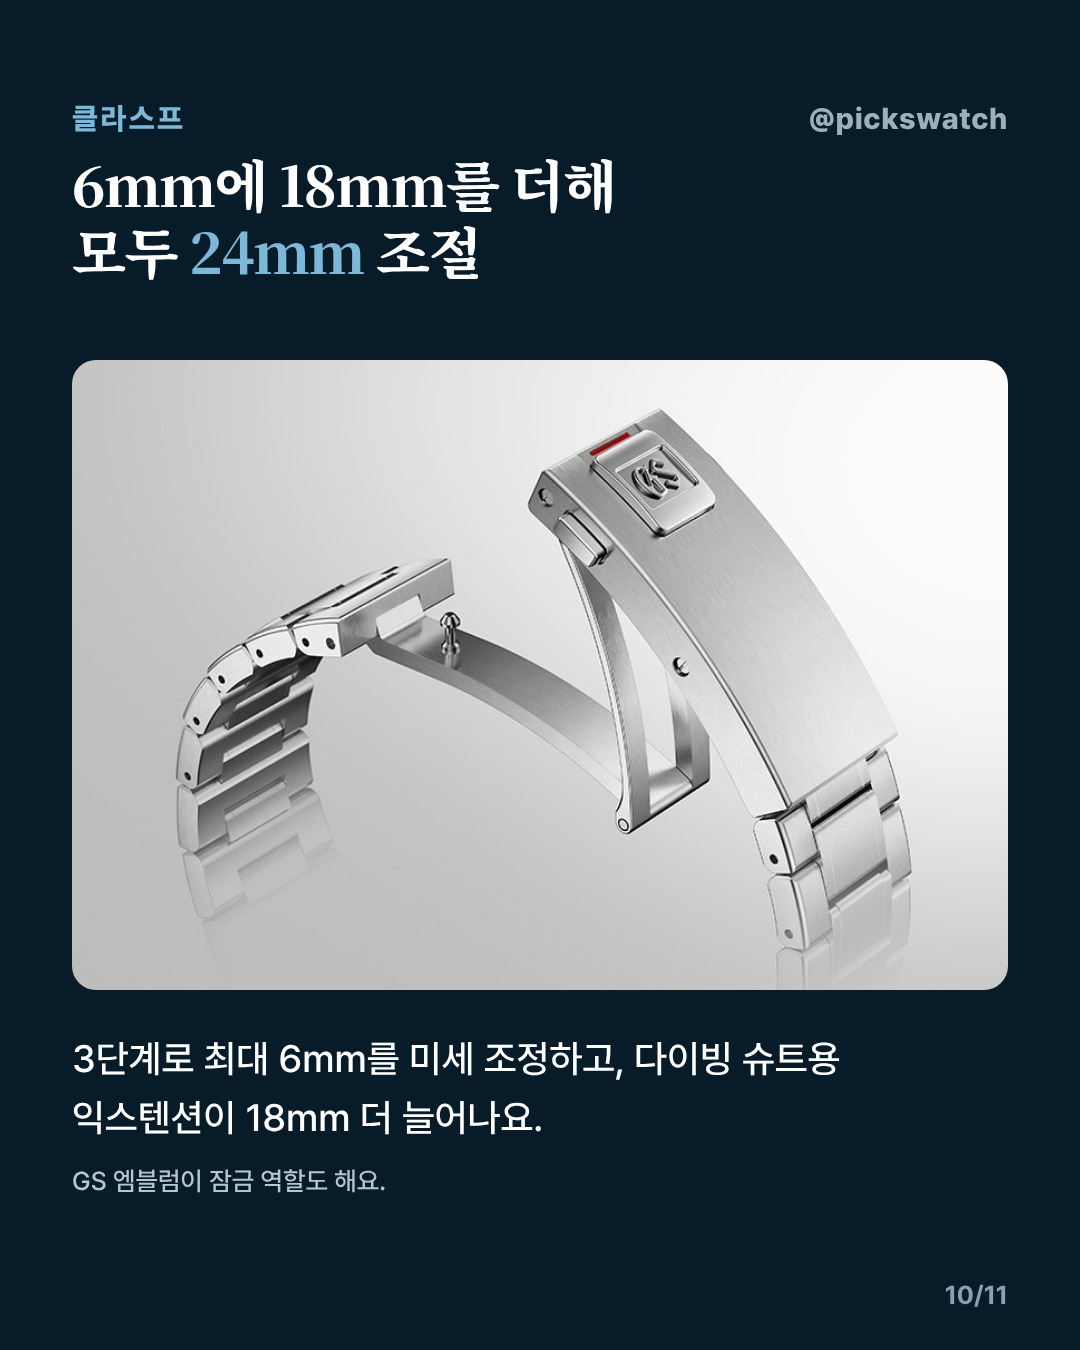 클라스프
@pickswatch
6mm에 18mm를 더해
모두 24mm 조절
GS
3단계로 최대 6mm를 미세 조정하고, 다이빙 슈트용
익스텐션이 18mm 더 늘어나요.
GS 엠블럼이 잠금 역할도 해요.
10/11